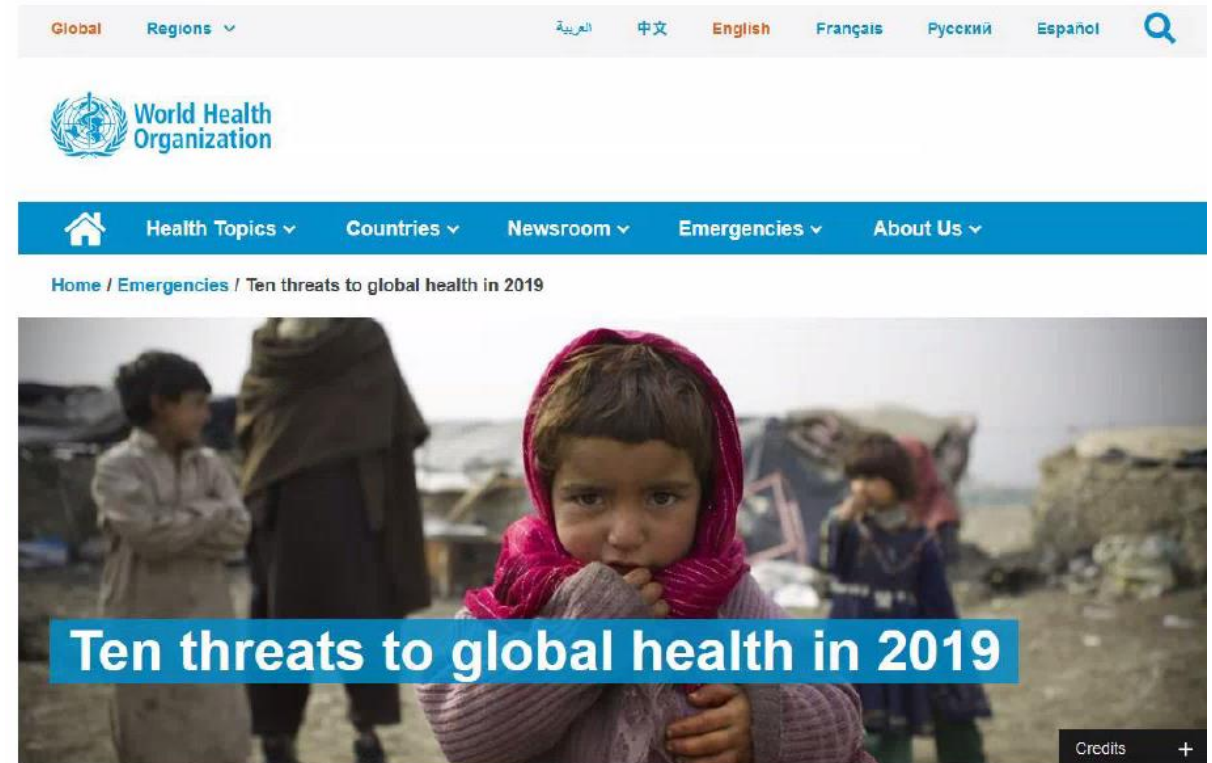 Global Regions العربية 中文 English Français Русский Español
World Health
Organization
Health Topics Countries Newsroom Emergencies About Us
Home / Emergencies / Ten threats to global health in 2019
Ten threats to global health in 2019
Credits +